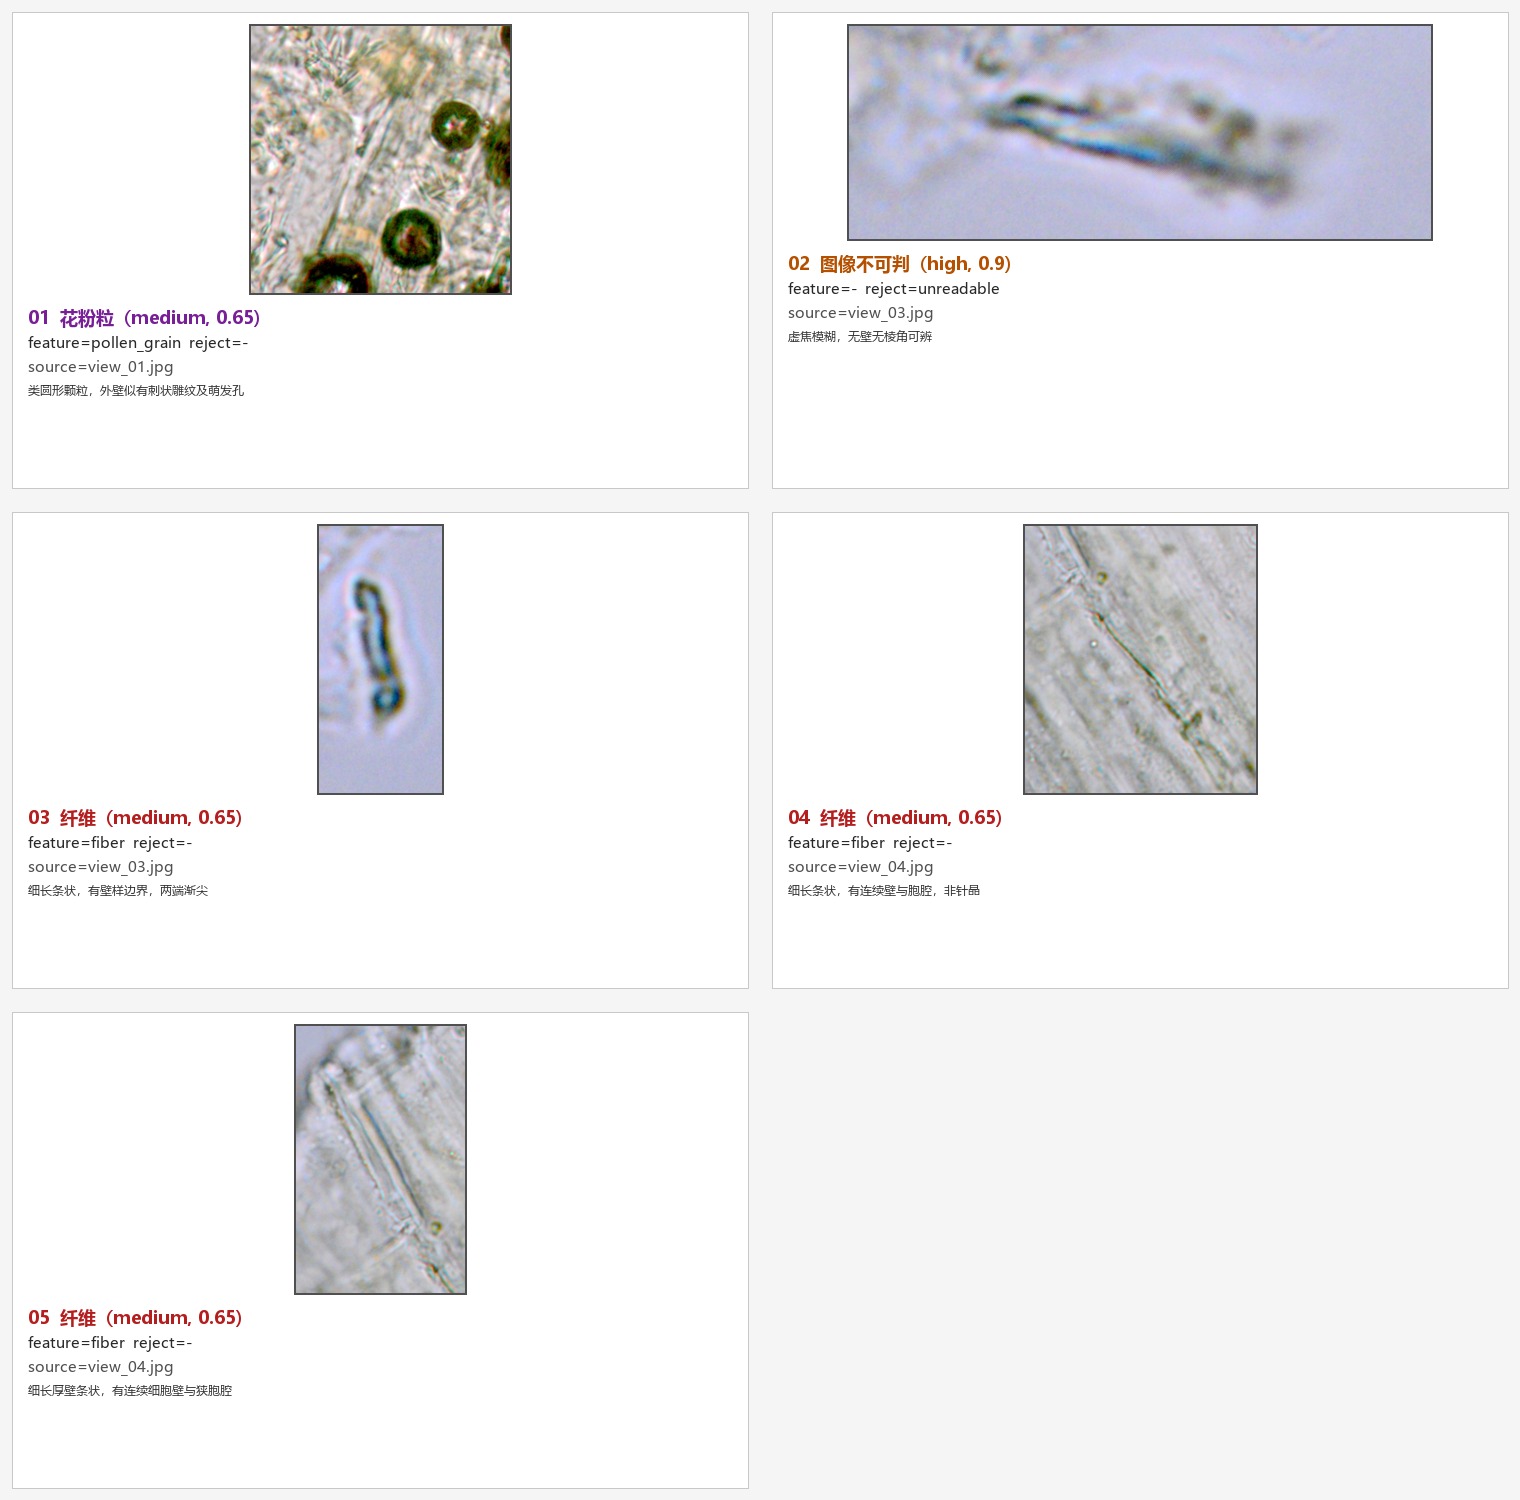 01 花粉粒（medium, 0.65）
feature=pollen_grain reject=-
source=view_01.jpg
类圆形颗粒，外壁似有刺状雕纹及萌发孔
02 图像不可判（high, 0.9）
feature=- reject=unreadable
source=view_03.jpg
虚焦模糊，无壁无棱角可辨
03 纤维（medium, 0.65）
feature=fiber reject=-
source=view_03.jpg
细长条状，有壁样边界，两端渐尖
04 纤维（medium, 0.65）
feature=fiber reject=-
source=view_04.jpg
细长条状，有连续壁与胞腔，非针晶
05 纤维（medium, 0.65）
feature=fiber reject=-
source=view_04.jpg
细长厚壁条状，有连续细胞壁与狭胞腔